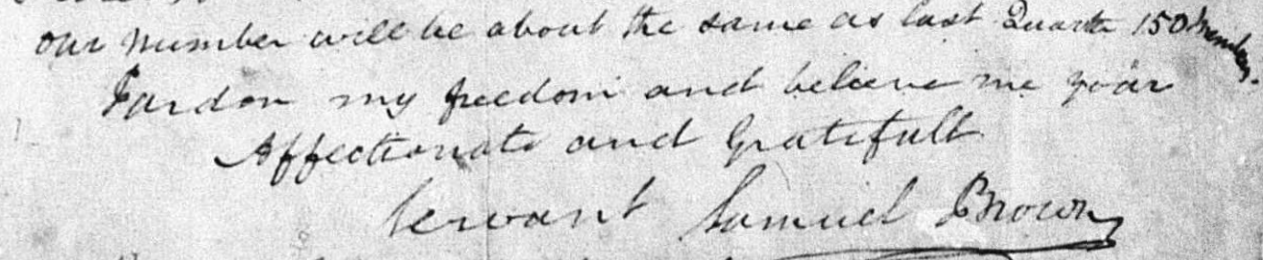 our number will be about the same as last Quarter 150 Members.
Pardon my freedom and believe me your
Affectionate and Gratefull
Servant Samuel Brown